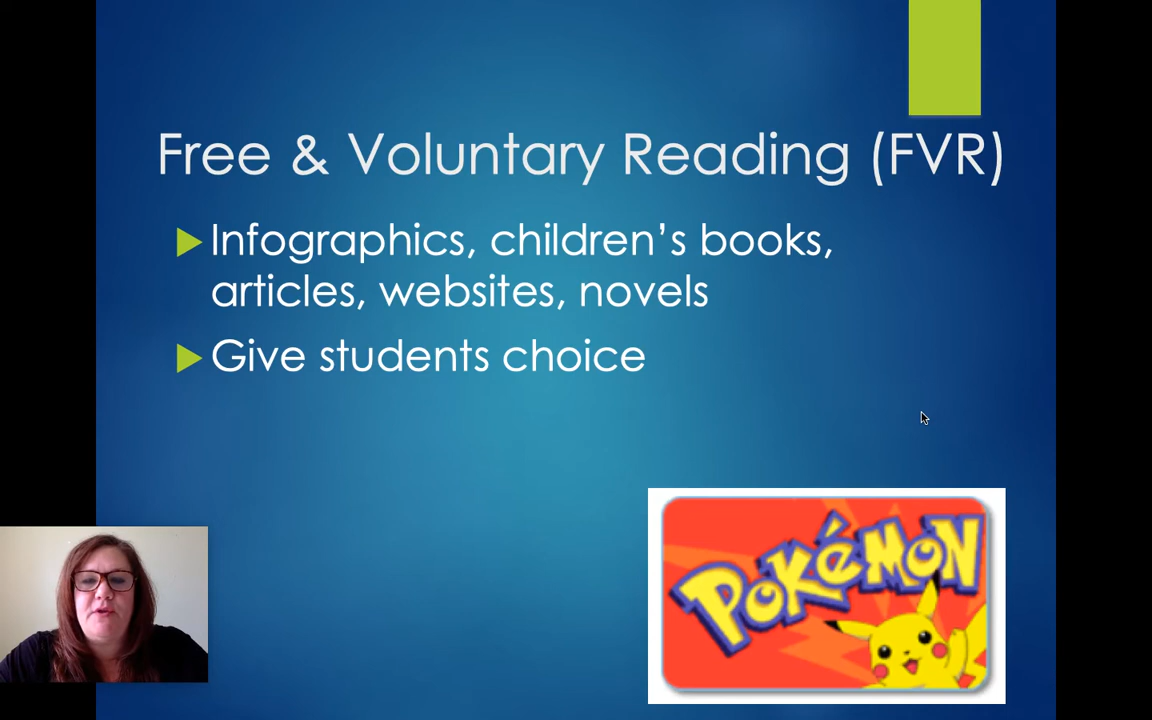 Free & Voluntary Reading (FVR)
Infographics, children’s books,
articles, websites, novels
Give students choice
POKéMON